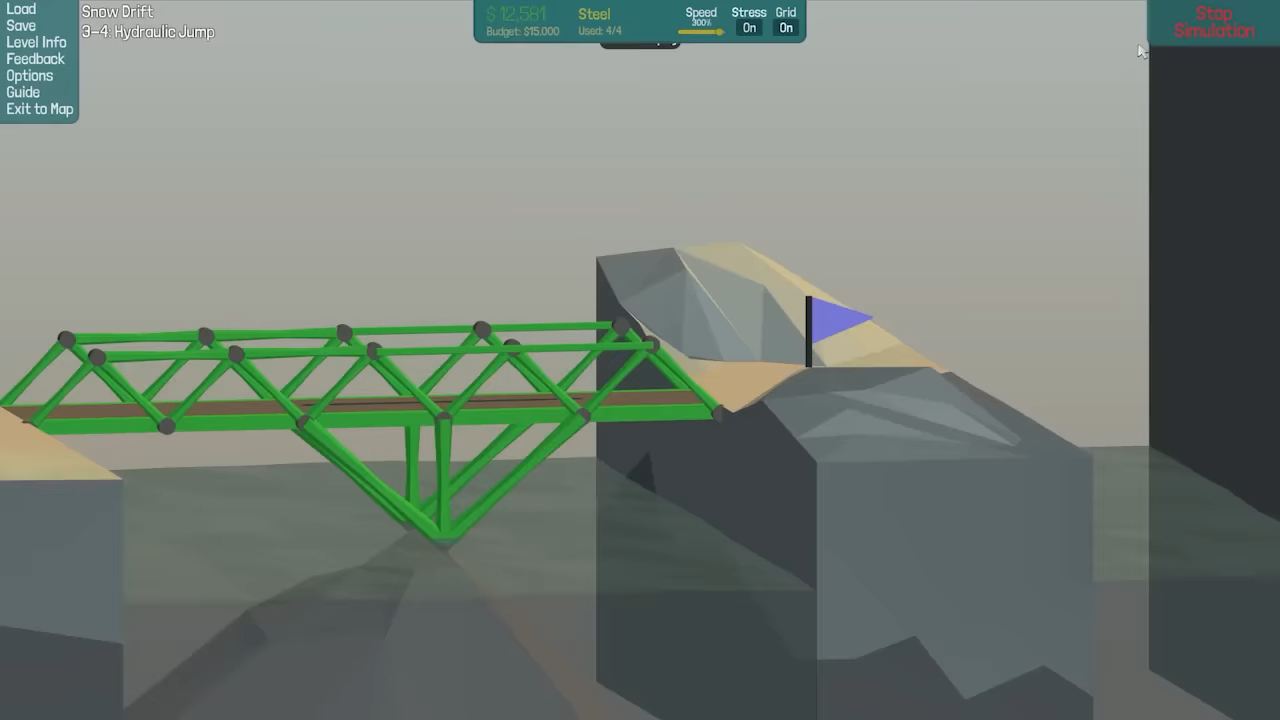 Load
Save
Level Info
Feedback
Options
Guide
Exit to Map
Snow Drift
3-4: Hydraulic Jump
$ 12,581
Budget: $15,000
Steel
Used: 4/4
Speed
300%
Stress
On
Grid
On
Stop
Simulation